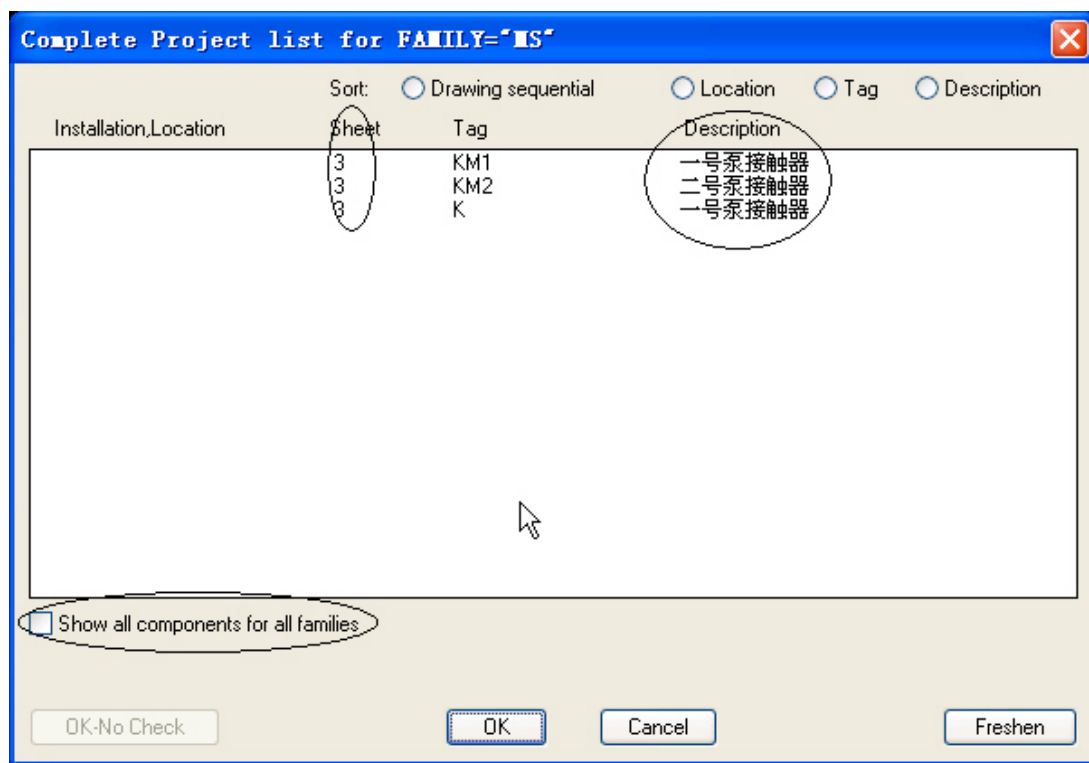 Complete Project list for FAMILY="MS"
Sort: Drawing sequential Location Tag Description
Installation,Location Sheet Tag Description
3 KM1 一号泵接触器
3 KM2 二号泵接触器
3 K 一号泵接触器
Show all components for all families
OK-No Check OK Cancel Freshen